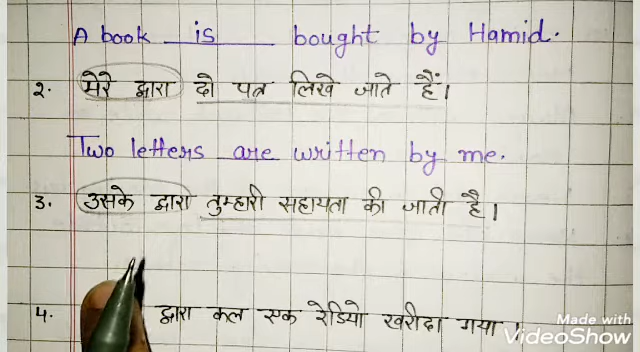 A book is bought by Hamid.
२. मेरे द्वारा दो पत्र लिखे जाते हैं।
Two letters are written by me.
3. उसके द्वारा तुम्हारी सहायता की जाती है।
4. द्वारा कल एक रेडियो खरीदा गया
Made with
VideoShow